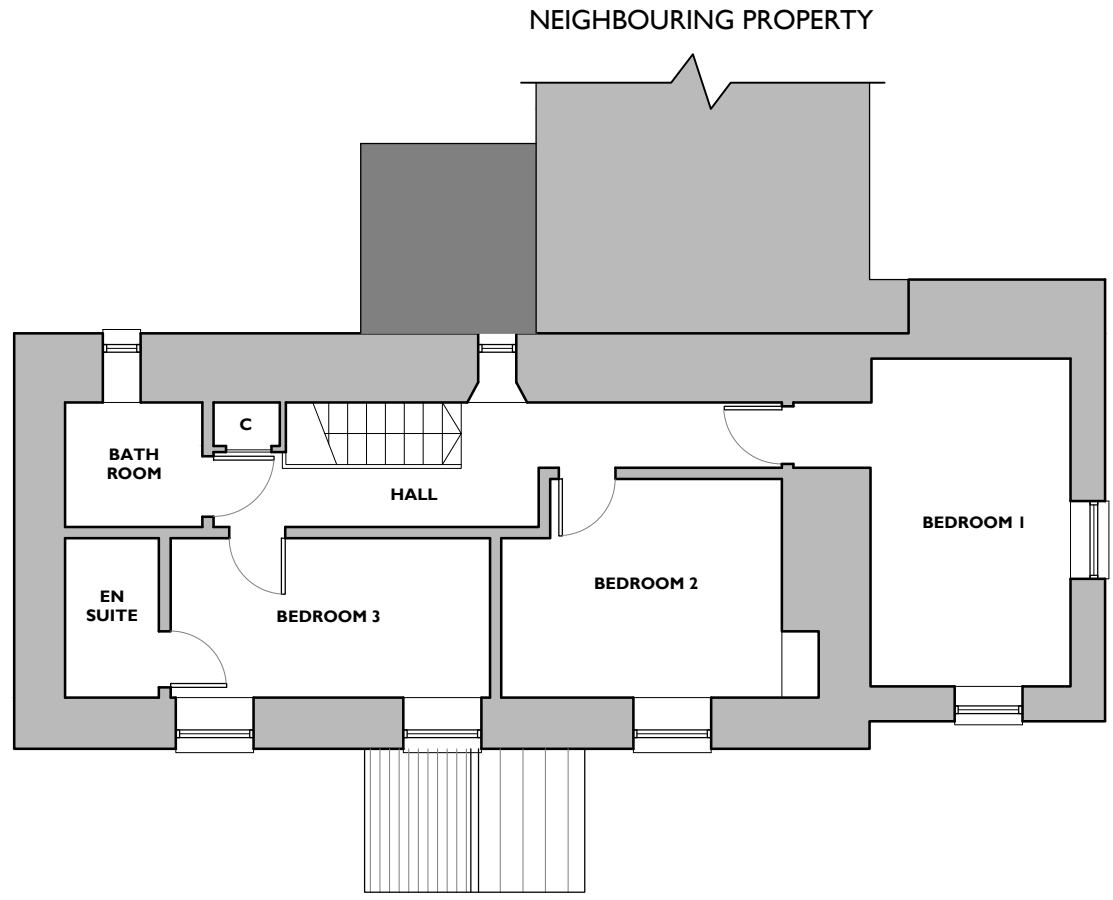 NEIGHBOURING PROPERTY
C
BATH
ROOM
HALL
BEDROOM 1
BEDROOM 2
EN
SUITE
BEDROOM 3